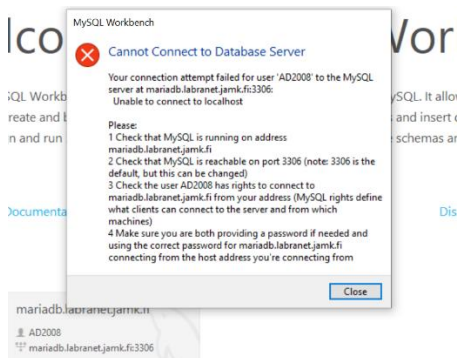 MySQL Workbench
Cannot Connect to Database Server
Your connection attempt failed for user 'AD2008' to the MySQL
server at mariadb.labranet.jamk.fi:3306:
Unable to connect to localhost
Please:
1 Check that MySQL is running on address
mariadb.labranet.jamk.fi
2 Check that MySQL is reachable on port 3306 (note: 3306 is the
default, but this can be changed)
3 Check the user AD2008 has rights to connect to
mariadb.labranet.jamk.fi from your address (MySQL rights define
what clients can connect to the server and from which
machines)
4 Make sure you are both providing a password if needed and
using the correct password for mariadb.labranet.jamk.fi
connecting from the host address you're connecting from
Close
lco
Wor
SQL Workb
ySQL. It allow
reate and b
and insert d
n and run
schemas ar
Documenta
Dis
mariadb.labranet.jamk.fi
AD2008
mariadb.labranet.jamk.fi:3306